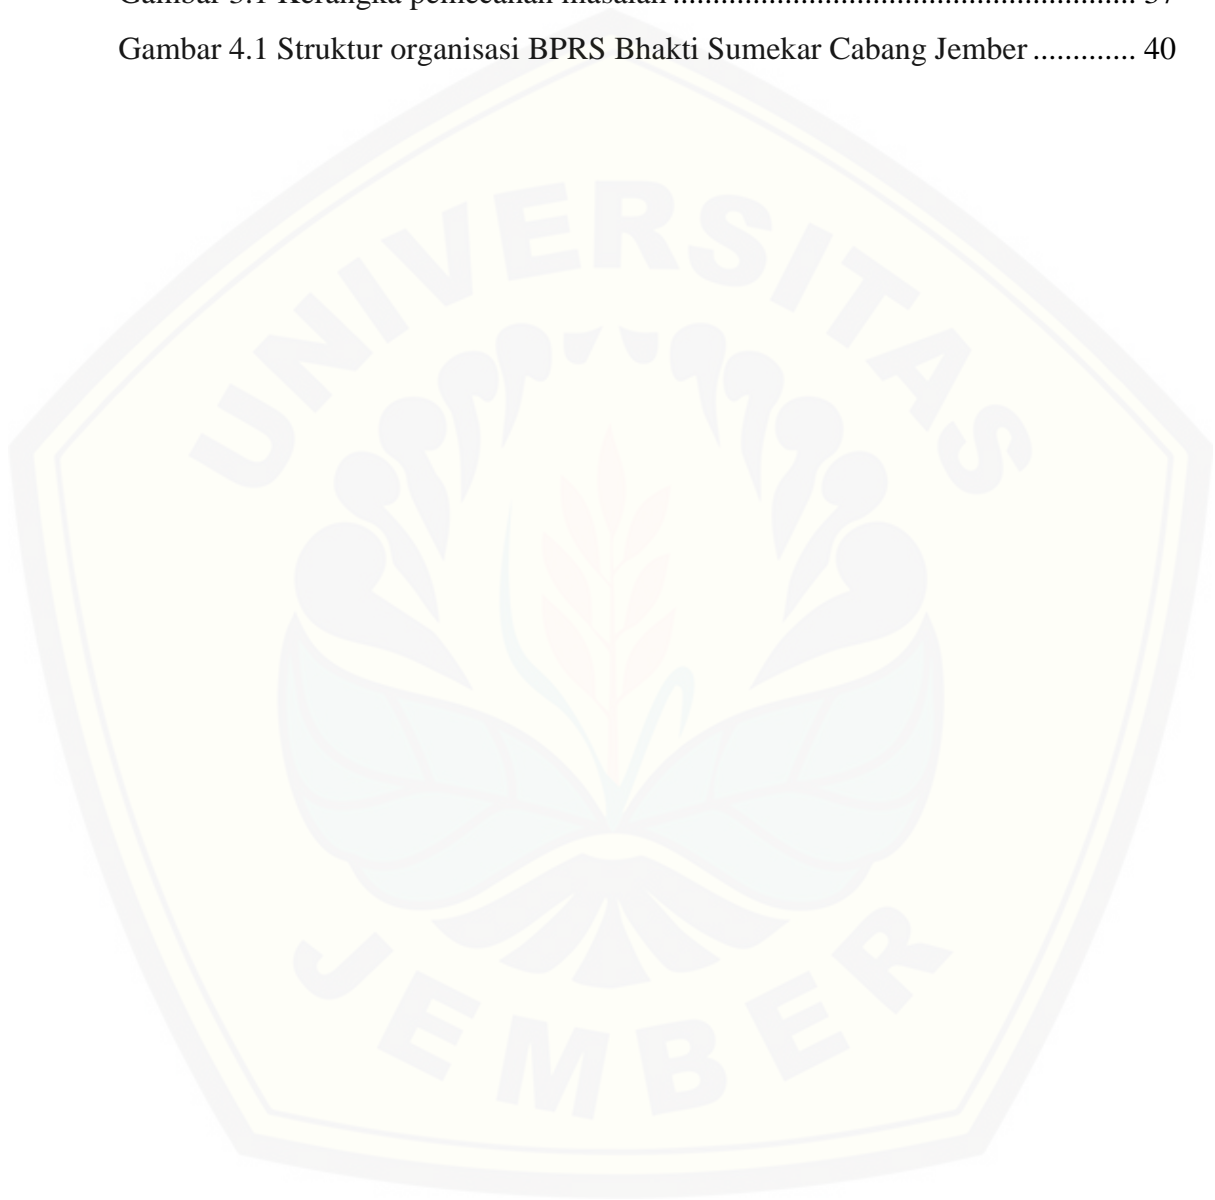 Gambar 3.1 Kerangka pemecahan masalah ........................................................ 37
Gambar 4.1 Struktur organisasi BPRS Bhakti Sumekar Cabang Jember ............. 40
UNIVERSITAS
JEMBER